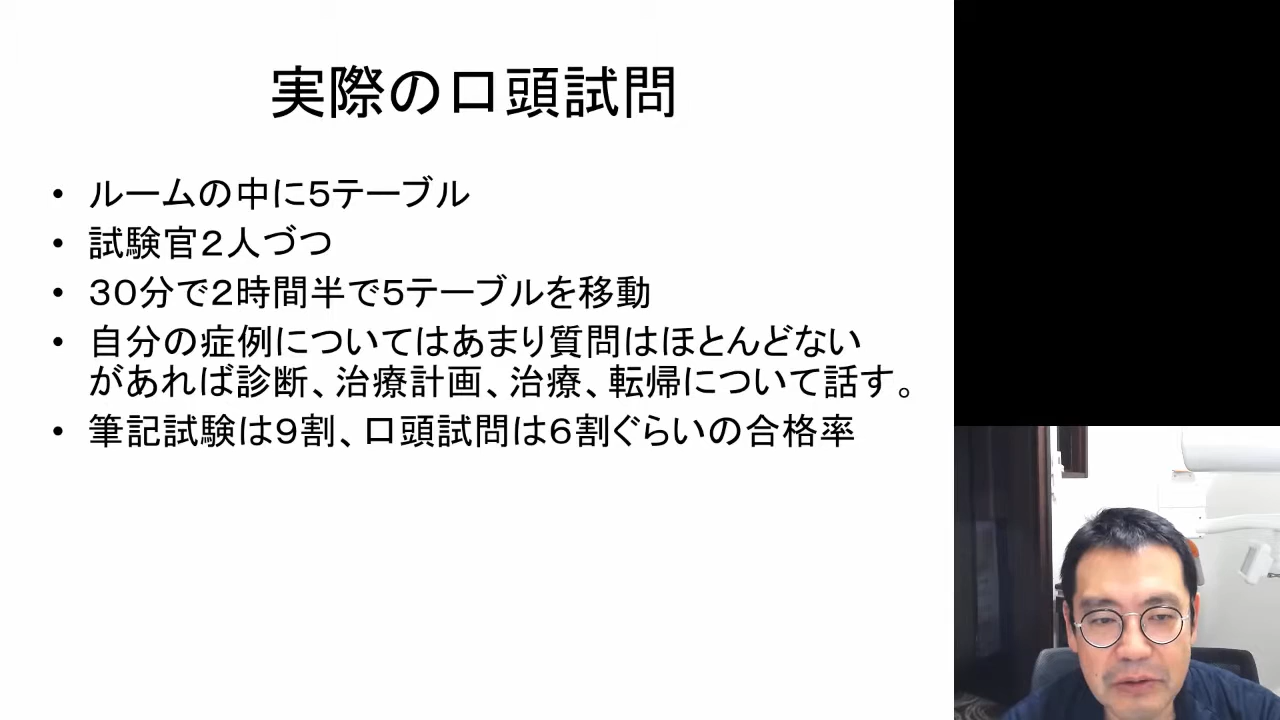 実際の口頭試問
・ ルームの中に５テーブル
・ 試験官２人づつ
・ ３０分で２時間半で５テーブルを移動
・ 自分の症例についてはあまり質問はほとんどない
があれば診断、治療計画、治療、転帰について話す。
・ 筆記試験は９割、口頭試問は６割ぐらいの合格率